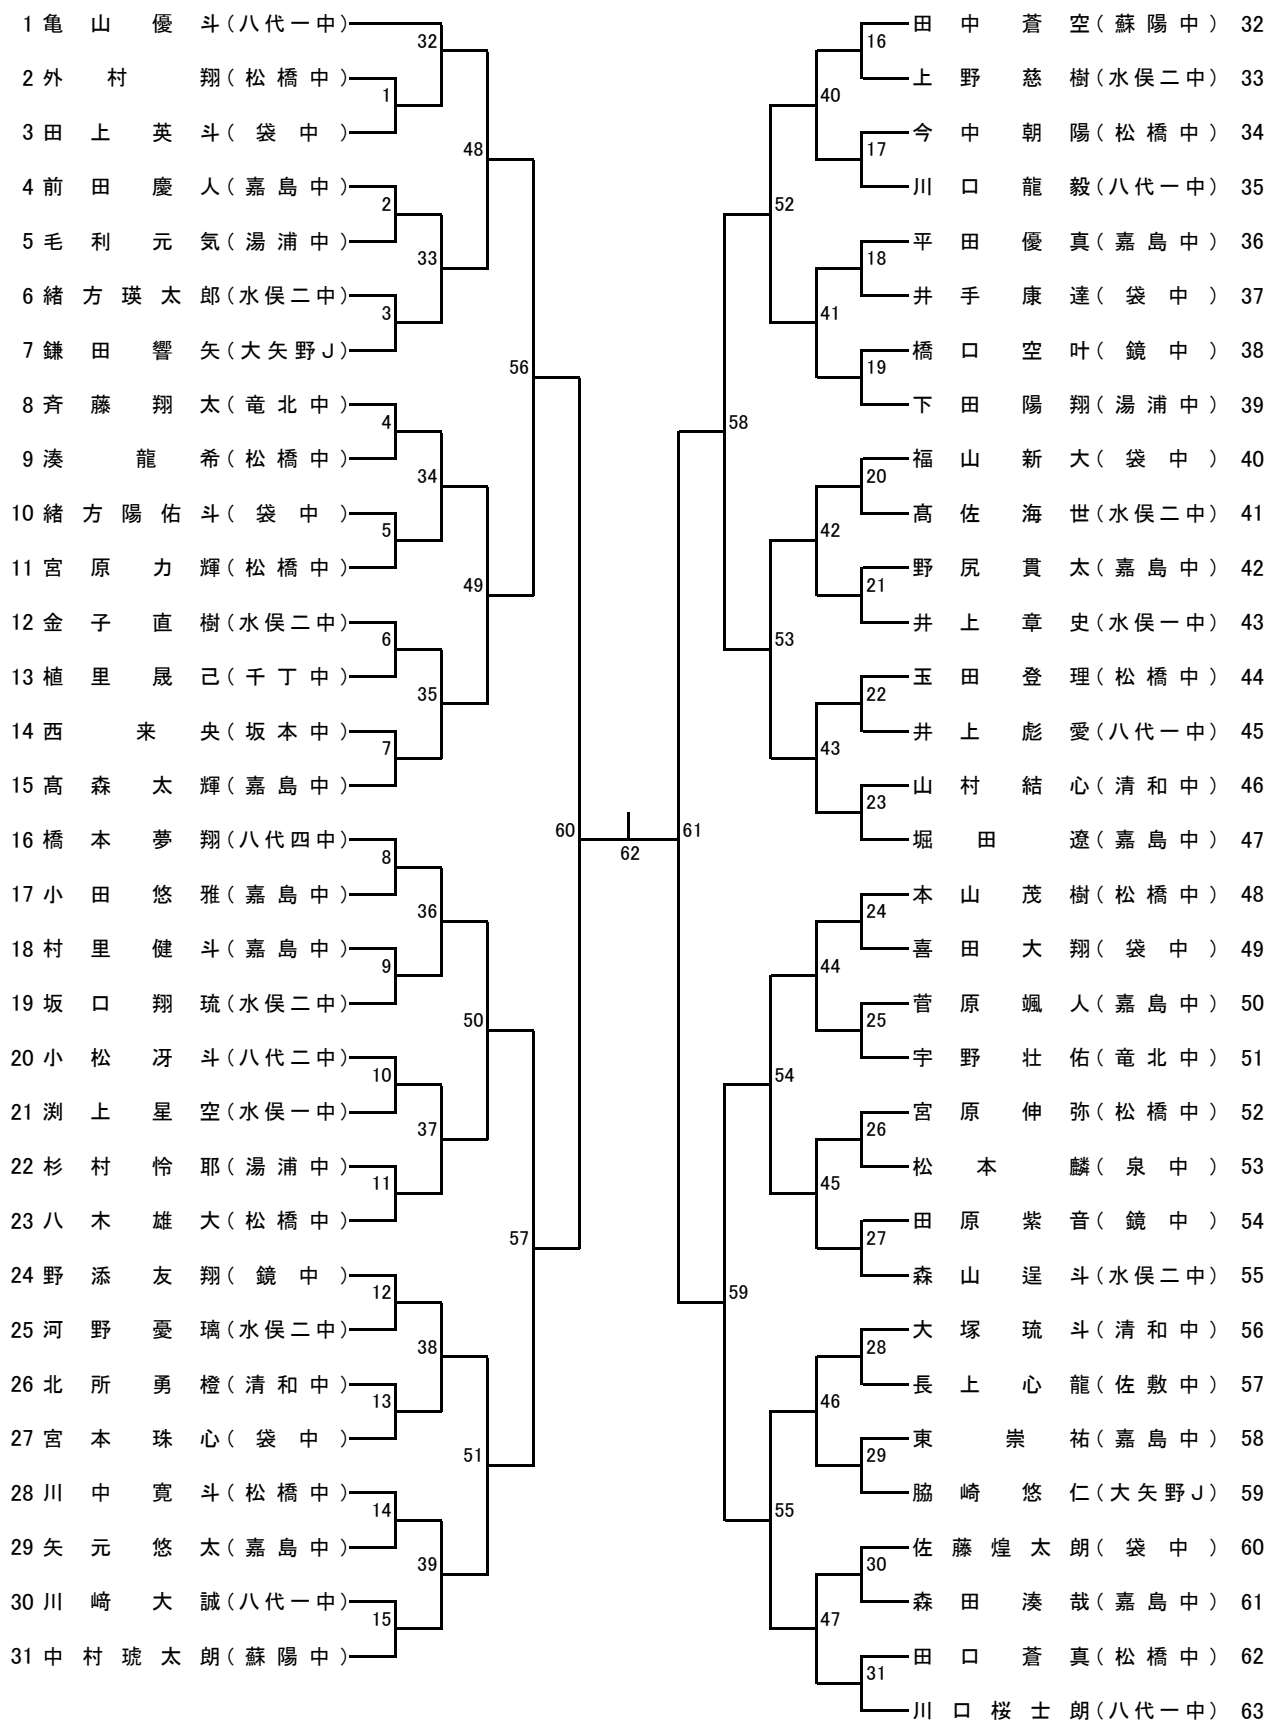 1 亀山優斗(八代一中)
2 外村翔(松橋中)
3 田上英斗(袋中)
4 前田慶人(嘉島中)
5 毛利元気(湯浦中)
6 緒方瑛太郎(水俣二中)
7 鎌田響矢(大矢野J)
8 斉藤翔太(竜北中)
9 湊龍希(松橋中)
10 緒方陽佑斗(袋中)
11 宮原力輝(松橋中)
12 金子直樹(水俣二中)
13 植里晟己(千丁中)
14 西来央(坂本中)
15 髙森太輝(嘉島中)
16 橋本夢翔(八代四中)
17 小田悠雅(嘉島中)
18 村里健斗(嘉島中)
19 坂口翔琉(水俣二中)
20 小松冴斗(八代二中)
21 渕上星空(水俣一中)
22 杉村怜耶(湯浦中)
23 八木雄大(松橋中)
24 野添友翔(鏡中)
25 河野憂璃(水俣二中)
26 北所勇橙(清和中)
27 宮本珠心(袋中)
28 川中寛斗(松橋中)
29 矢元悠太(嘉島中)
30 川﨑大誠(八代一中)
31 中村琥太朗(蘇陽中)
1
2
3
4
5
6
7
8
9
10
11
12
13
14
15
32
33
34
35
36
37
38
39
48
49
50
51
56
57
60
62
61
58
59
52
53
54
55
40
41
42
43
44
45
46
47
16
17
18
19
20
21
22
23
24
25
26
27
28
29
30
31
田中蒼空(蘇陽中) 32
上野慈樹(水俣二中) 33
今中朝陽(松橋中) 34
川口龍毅(八代一中) 35
平田優真(嘉島中) 36
井手康達(袋中) 37
橋口空叶(鏡中) 38
下田陽翔(湯浦中) 39
福山新大(袋中) 40
髙佐海世(水俣二中) 41
野尻貫太(嘉島中) 42
井上章史(水俣一中) 43
玉田登理(松橋中) 44
井上彪愛(八代一中) 45
山村結心(清和中) 46
堀田遼(嘉島中) 47
本山茂樹(松橋中) 48
喜田大翔(袋中) 49
菅原颯人(嘉島中) 50
宇野壮佑(竜北中) 51
宮原伸弥(松橋中) 52
松本麟(泉中) 53
田原紫音(鏡中) 54
森山逞斗(水俣二中) 55
大塚琉斗(清和中) 56
長上心龍(佐敷中) 57
東崇祐(嘉島中) 58
脇崎悠仁(大矢野J) 59
佐藤煌太朗(袋中) 60
森田湊哉(嘉島中) 61
田口蒼真(松橋中) 62
川口桜士朗(八代一中) 63